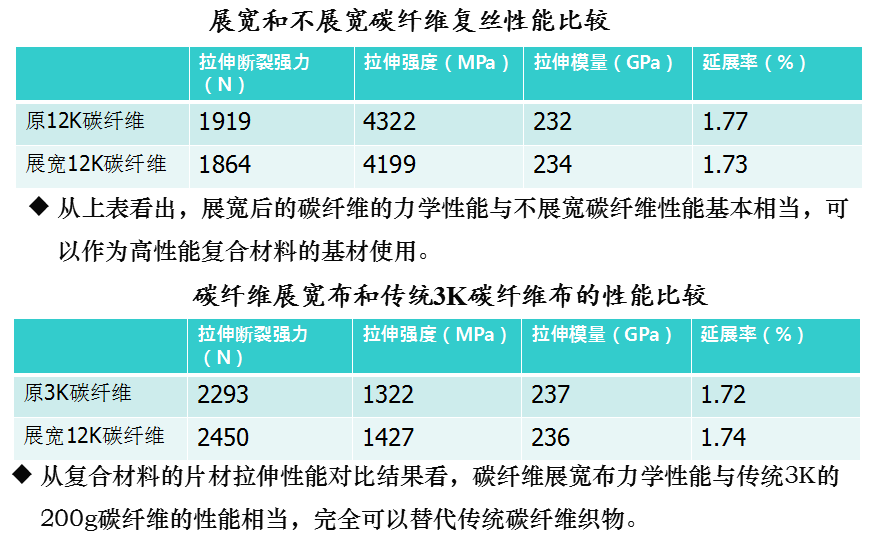 展宽和不展宽碳纤维复丝性能比较
拉伸断裂强力（N） 拉伸强度（MPa） 拉伸模量（GPa） 延展率（%）
原12K碳纤维 1919 4322 232 1.77
展宽12K碳纤维 1864 4199 234 1.73
◆ 从上表看出，展宽后的碳纤维的力学性能与不展宽碳纤维性能基本相当，可
以作为高性能复合材料的基材使用。
碳纤维展宽布和传统3K碳纤维布的性能比较
拉伸断裂强力（N） 拉伸强度（MPa） 拉伸模量（GPa） 延展率（%）
原3K碳纤维 2293 1322 237 1.72
展宽12K碳纤维 2450 1427 236 1.74
◆ 从复合材料的片材拉伸性能对比结果看，碳纤维展宽布力学性能与传统3K的
200g碳纤维的性能相当，完全可以替代传统碳纤维织物。